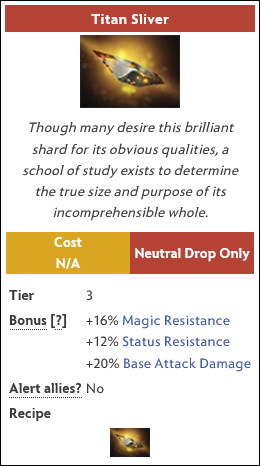 Titan Sliver
Though many desire this brilliant
shard for its obvious qualities, a
school of study exists to determine
the true size and purpose of its
incomprehensible whole.
Cost
N/A
Neutral Drop Only
Tier 3
Bonus [?] +16% Magic Resistance
+12% Status Resistance
+20% Base Attack Damage
Alert allies? No
Recipe